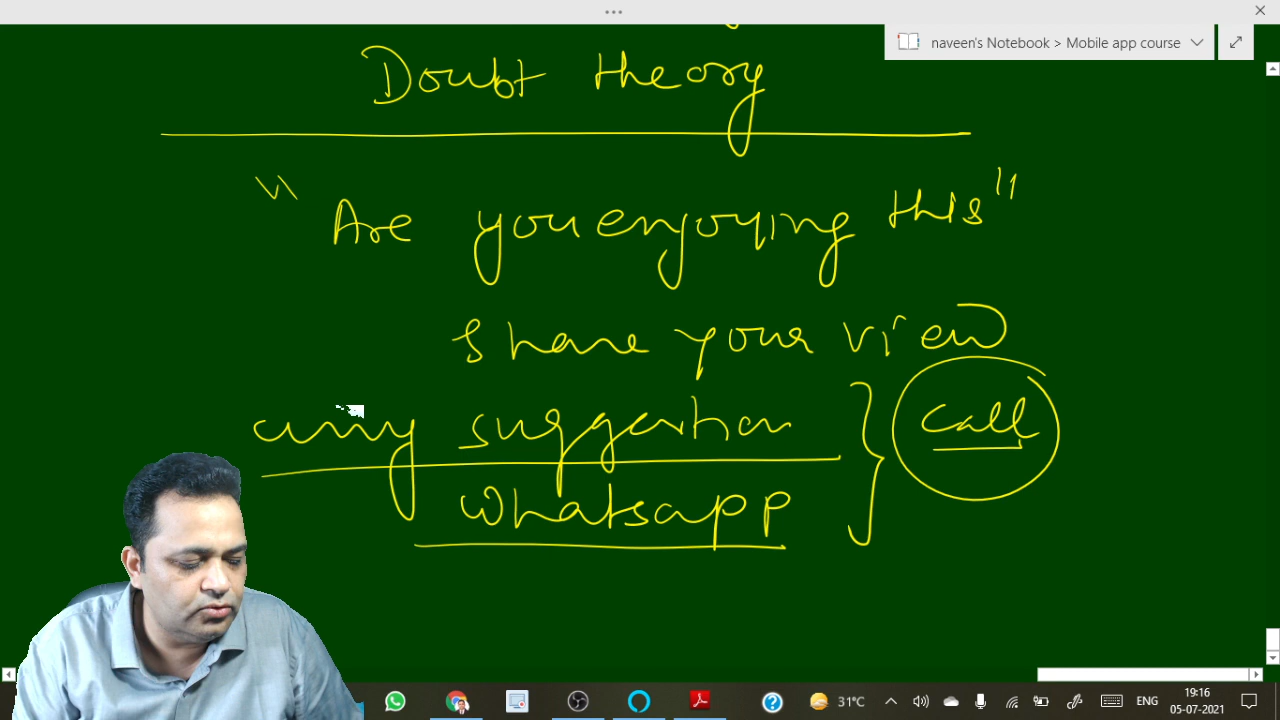 naveen's Notebook > Mobile app course
Doubt theory
"Are you enjoying this"
share your view
any suggestion
whatsapp
call
31°C
ENG
19:16
05-07-2021